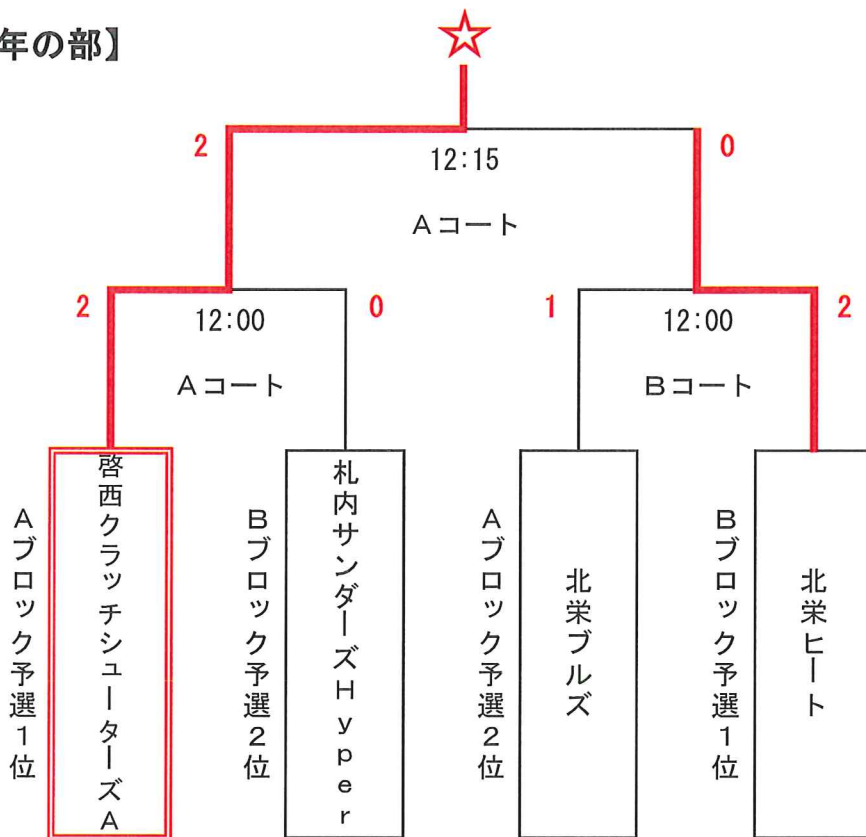 年の部】
2
0
12:15
Aコート
2
0
1
2
12:00
12:00
Aコート
Bコート
Aブロック予選1位
啓西クラッチシューターズA
Bブロック予選2位
札内サンダーズHyper
Aブロック予選2位
北栄ブルズ
Bブロック予選1位
北栄ヒート